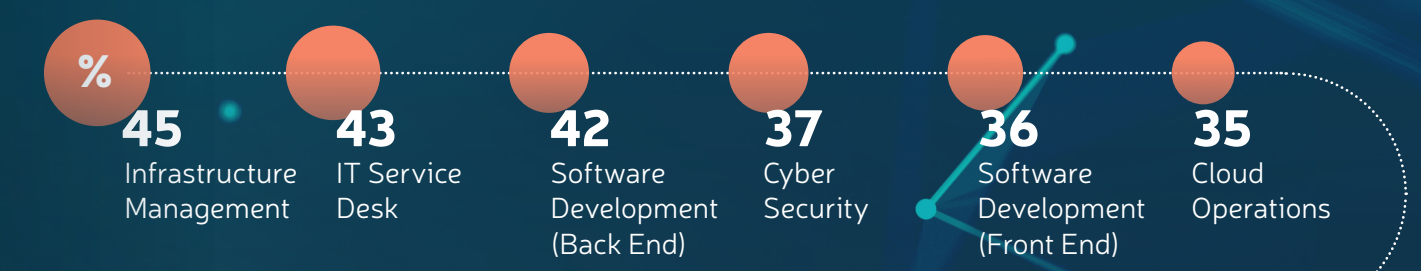 %
45
Infrastructure
Management
43
IT Service
Desk
42
Software
Development
(Back End)
37
Cyber
Security
36
Software
Development
(Front End)
35
Cloud
Operations